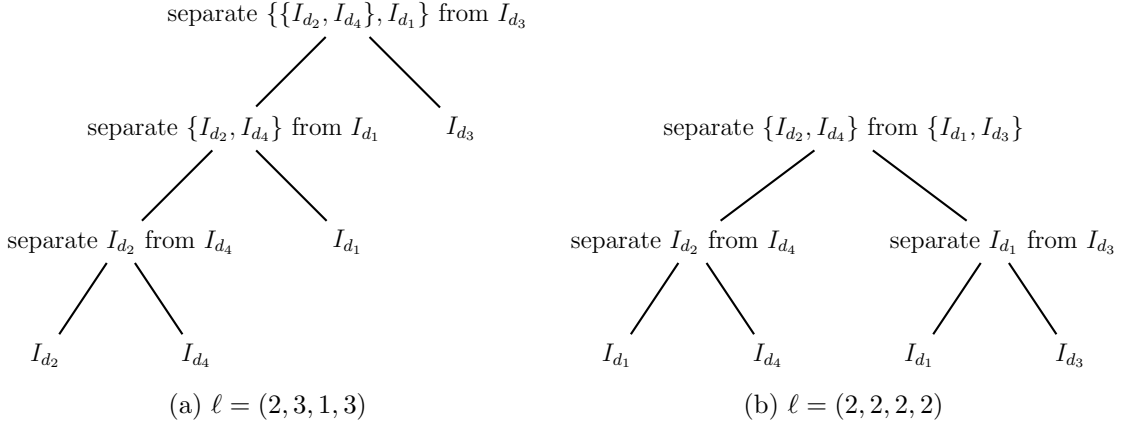 separate {{I_{d_2}, I_{d_4}}, I_{d_1}} from I_{d_3}
separate {I_{d_2}, I_{d_4}} from I_{d_1}
I_{d_3}
separate I_{d_2} from I_{d_4}
I_{d_1}
I_{d_2}
I_{d_4}
(a) ℓ = (2, 3, 1, 3)
separate {I_{d_2}, I_{d_4}} from {I_{d_1}, I_{d_3}}
separate I_{d_2} from I_{d_4}
separate I_{d_1} from I_{d_3}
I_{d_1}
I_{d_4}
I_{d_1}
I_{d_3}
(b) ℓ = (2, 2, 2, 2)